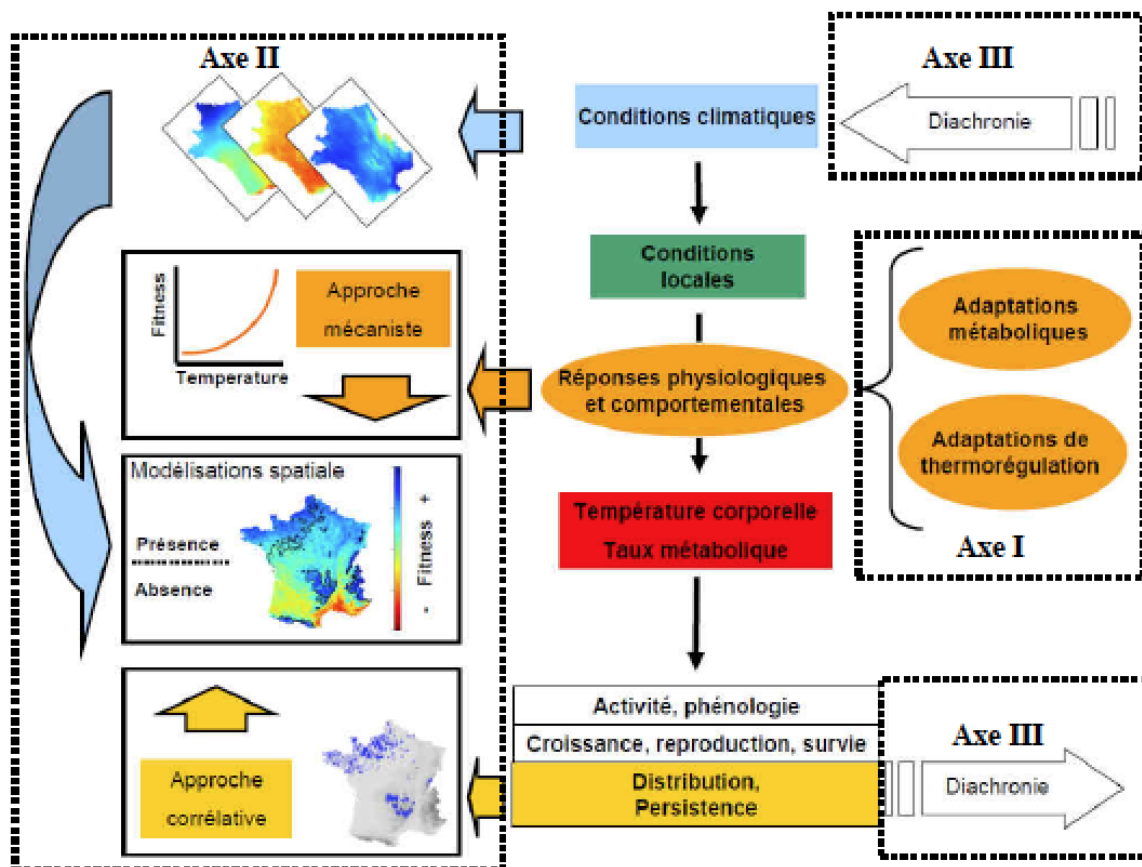 Axe II
Axe III
Conditions climatiques
Diachronie
Conditions
locales
Fitness
Temperature
Approche
mécaniste
Réponses physiologiques
et comportementales
Adaptations
métaboliques
Adaptations de
thermorégulation
Axe I
Modélisations spatiale
Présence
Absence
- Fitness +
Température corporelle
Taux métabolique
Activité, phénologie
Croissance, reproduction, survie
Distribution,
Persistence
Approche
corrélative
Axe III
Diachronie